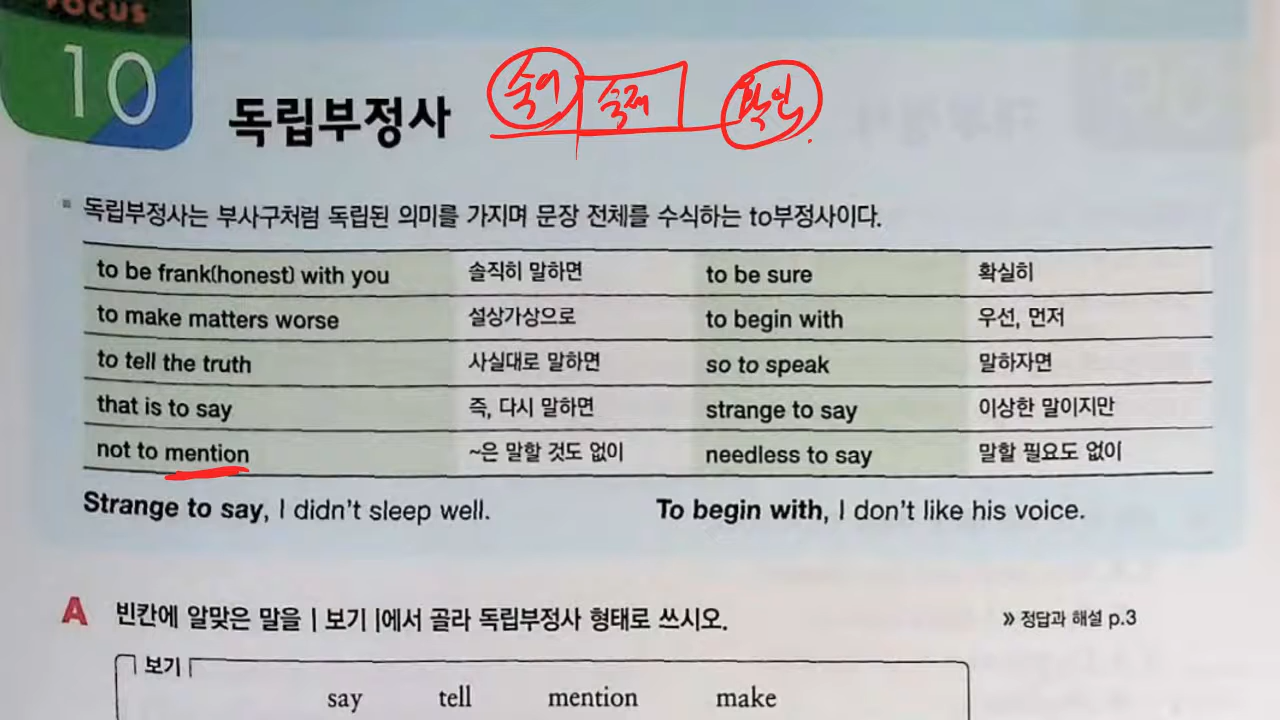 FOCUS
10
독립부정사
숙어 숙제 확인
독립부정사는 부사구처럼 독립된 의미를 가지며 문장 전체를 수식하는 to부정사이다.
to be frank(honest) with you 솔직히 말하면 to be sure 확실히
to make matters worse 설상가상으로 to begin with 우선, 먼저
to tell the truth 사실대로 말하면 so to speak 말하자면
that is to say 즉, 다시 말하면 strange to say 이상한 말이지만
not to mention ~은 말할 것도 없이 needless to say 말할 필요도 없이
Strange to say, I didn't sleep well. To begin with, I don't like his voice.
A 빈칸에 알맞은 말을 | 보기 |에서 골라 독립부정사 형태로 쓰시오. » 정답과 해설 p.3
보기
say tell mention make